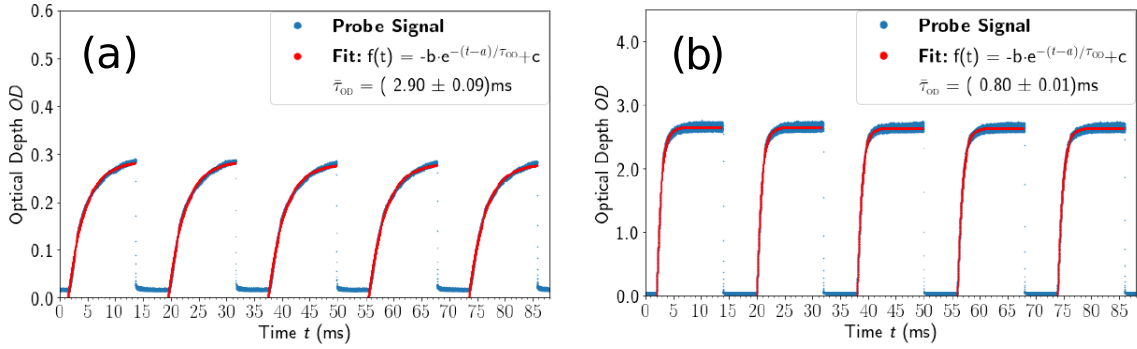 (a)
Probe Signal
Fit: f(t) = -b·e^{-(t-a)/τ_OD}+c
τ̄_OD = ( 2.90 ± 0.09)ms
Optical Depth OD
0.6
0.5
0.4
0.3
0.2
0.1
0.0
0 5 10 15 20 25 30 35 40 45 50 55 60 65 70 75 80 85
Time t (ms)
(b)
Probe Signal
Fit: f(t) = -b·e^{-(t-a)/τ_OD}+c
τ̄_OD = ( 0.80 ± 0.01)ms
Optical Depth OD
4.0
3.0
2.0
1.0
0.0
0 5 10 15 20 25 30 35 40 45 50 55 60 65 70 75 80 85
Time t (ms)